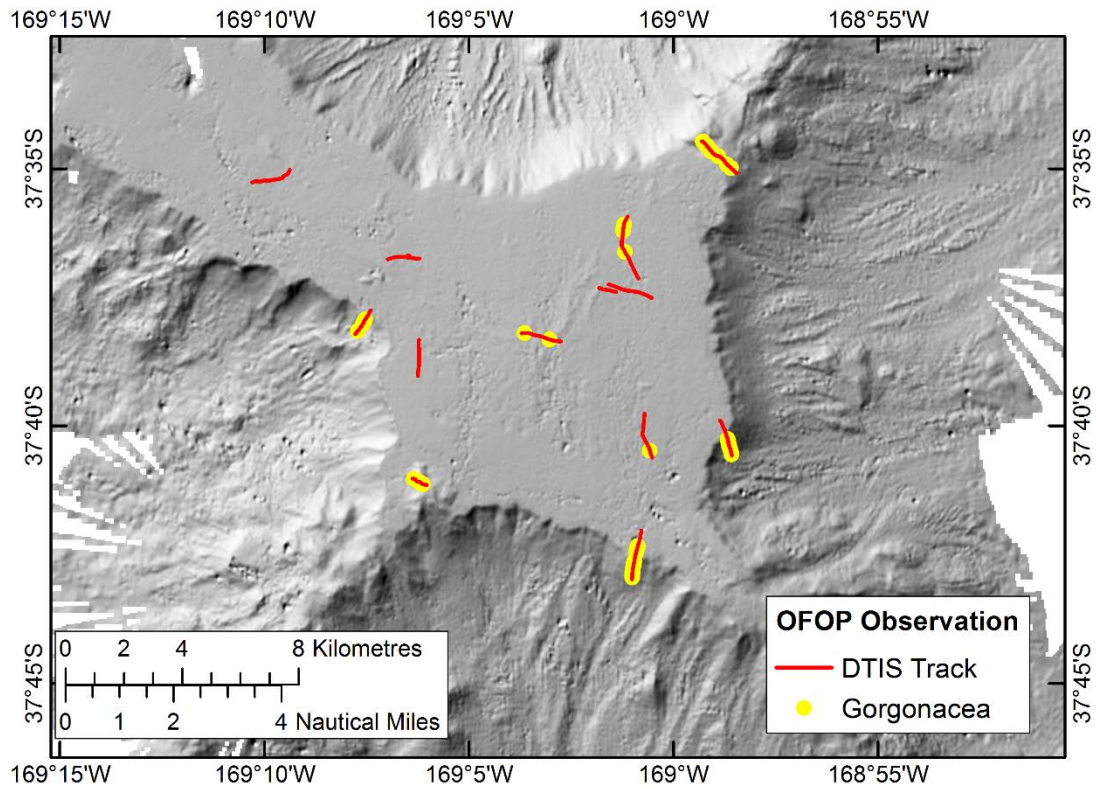 169°15'W 169°10'W 169°5'W 169°W 168°55'W
37°35'S 37°35'S
37°40'S 37°40'S
37°45'S 37°45'S
OFOP Observation
DTIS Track
Gorgonacea
0 2 4 8 Kilometres
0 1 2 4 Nautical Miles
169°15'W 169°10'W 169°5'W 169°W 168°55'W